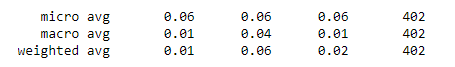 micro avg 0.06 0.06 0.06 402
macro avg 0.01 0.04 0.01 402
weighted avg 0.01 0.06 0.02 402